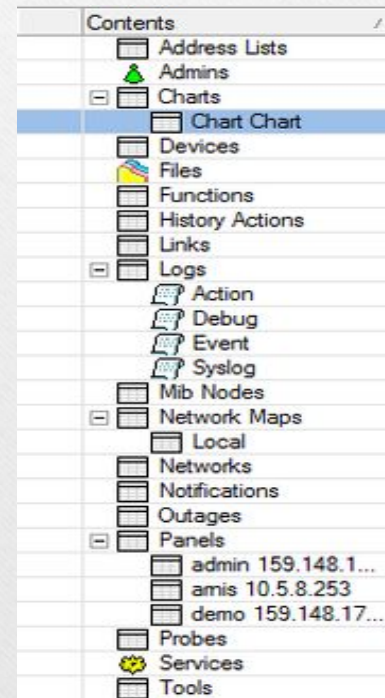 Contents
Address Lists
Admins
Charts
Chart Chart
Devices
Files
Functions
History Actions
Links
Logs
Action
Debug
Event
Syslog
Mib Nodes
Network Maps
Local
Networks
Notifications
Outages
Panels
admin 159.148.1...
amis 10.5.8.253
demo 159.148.17...
Probes
Services
Tools